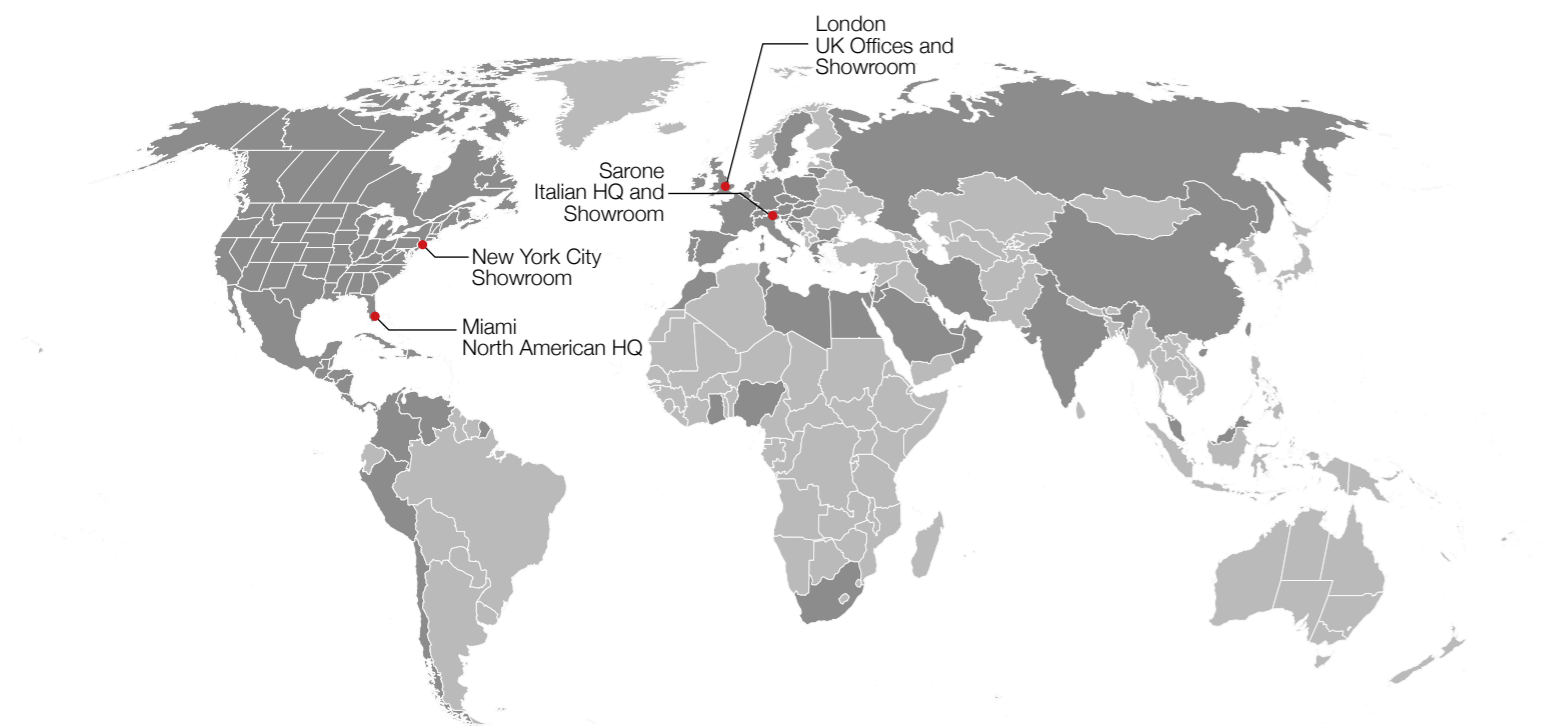 London
UK Offices and
Showroom
Sarone
Italian HQ and
Showroom
New York City
Showroom
Miami
North American HQ